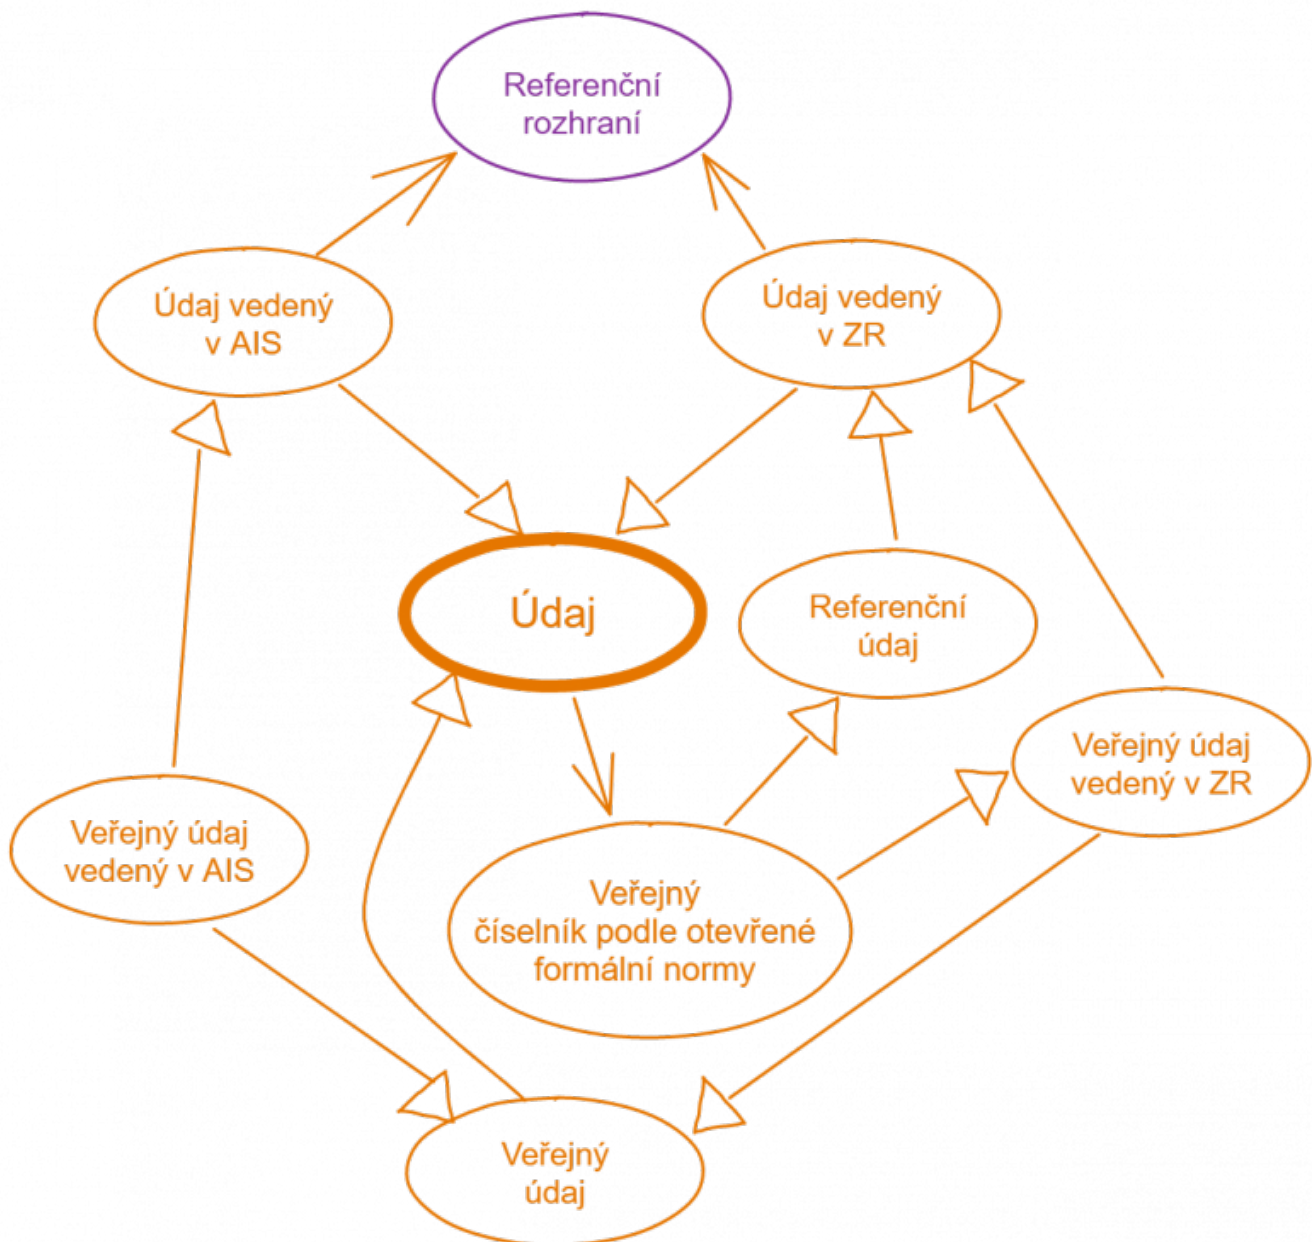 Referenční
rozhraní
Údaj vedený
v AIS
Údaj vedený
v ZR
Údaj
Referenční
údaj
Veřejný údaj
vedený v ZR
Veřejný údaj
vedený v AIS
Veřejný
číselník podle otevřené
formální normy
Veřejný
údaj